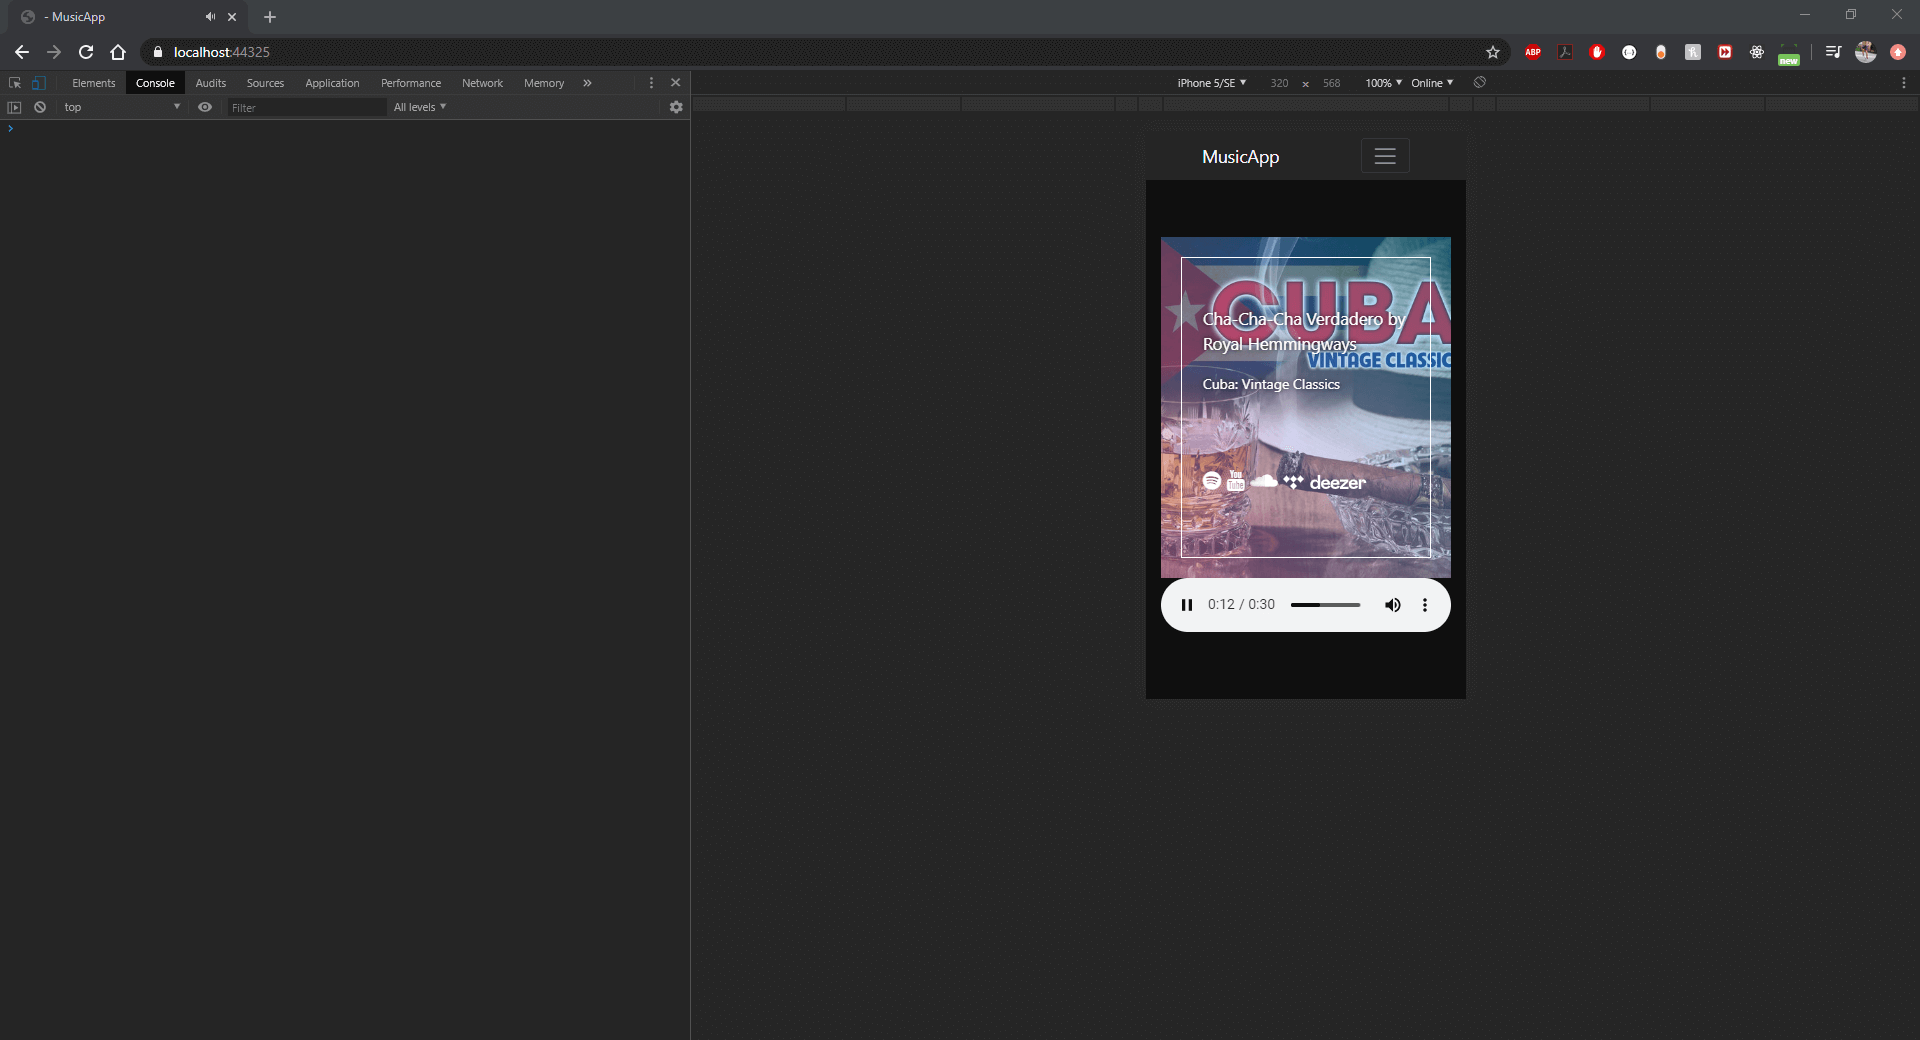 - MusicApp
localhost:44325
ABP
new
Elements Console Audits Sources Application Performance Network Memory »
top
Filter
All levels
iPhone 5/SE 320 x 568 100% Online
MusicApp
CUBA
VINTAGE CLASSIC
Cha-Cha-Cha Verdadero by
Royal Hemmingways
Cuba: Vintage Classics
You
Tube
deezer
0:12 / 0:30